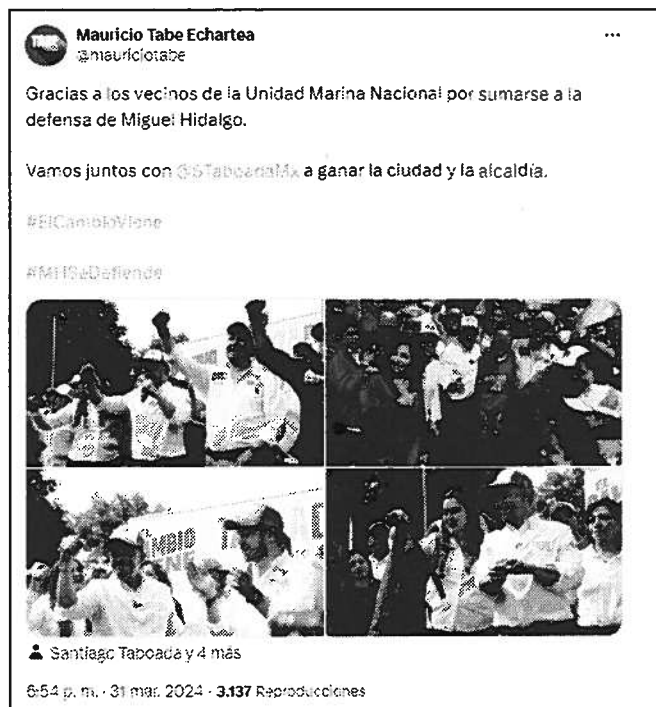 Mauricio Tabe Echartea
@mauriciotabe
Gracias a los vecinos de la Unidad Marina Nacional por sumarse a la
defensa de Miguel Hidalgo.
Vamos juntos con @STaboadaMx a ganar la ciudad y la alcaldía.
#ElCambioViene
#MHSeDefiende
Santiago Taboada y 4 más
6:54 p. m. · 31 mar. 2024 · 3.137 Reproducciones